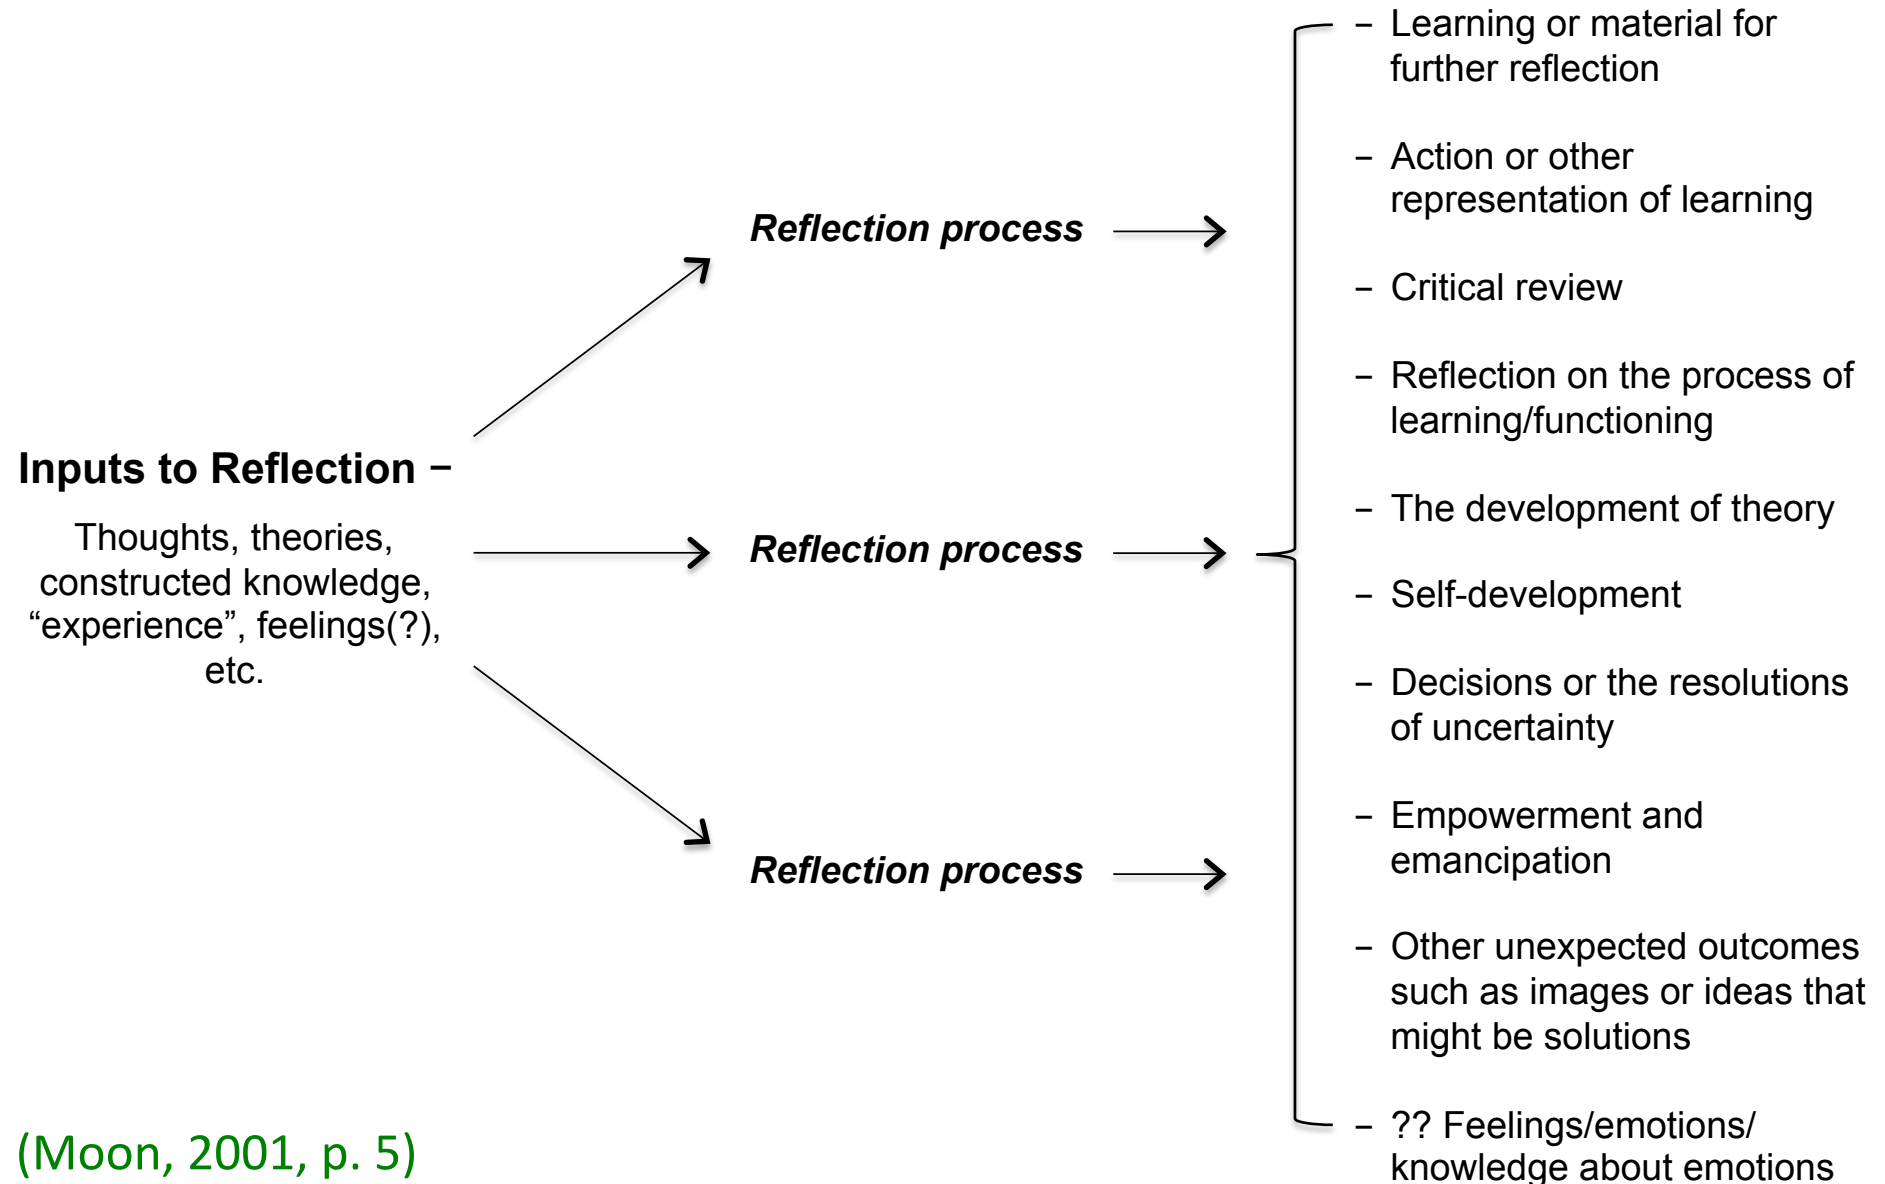 Inputs to Reflection –
Thoughts, theories,
constructed knowledge,
“experience”, feelings(?),
etc.
Reflection process
Reflection process
Reflection process
– Learning or material for
further reflection
– Action or other
representation of learning
– Critical review
– Reflection on the process of
learning/functioning
– The development of theory
– Self-development
– Decisions or the resolutions
of uncertainty
– Empowerment and
emancipation
– Other unexpected outcomes
such as images or ideas that
might be solutions
– ?? Feelings/emotions/
knowledge about emotions
(Moon, 2001, p. 5)